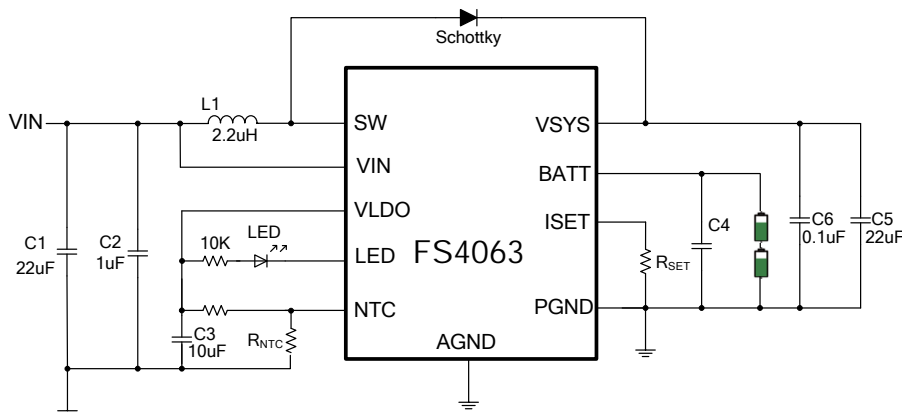 Schottky
L1
2.2uH
VIN
SW
VSYS
VIN
BATT
VLDO
ISET
LED
10K
LED
FS4063
C1
22uF
C2
1uF
C4
C6
0.1uF
C5
22uF
RSET
NTC
PGND
C3
10uF
RNTC
AGND